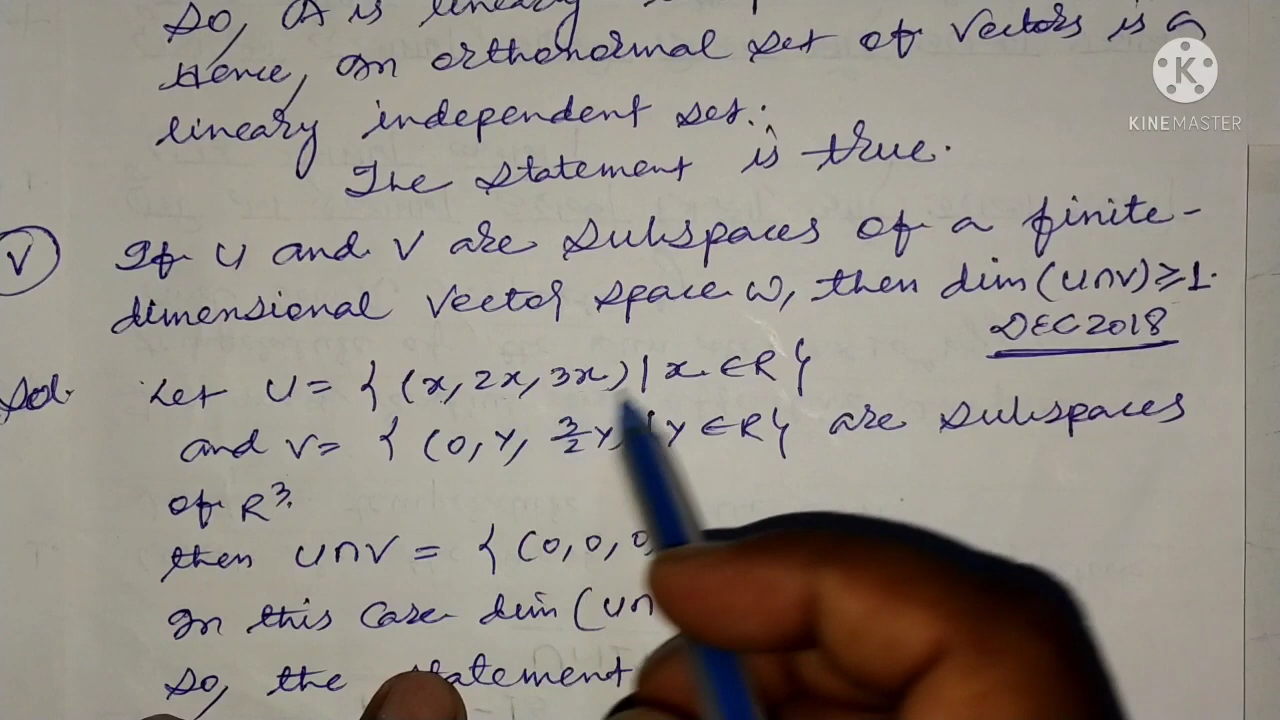 So, A is lineary
Hence, an orthonormal set of vectors is a
lineary independent set.
The statement is true.
V If U and V are subspaces of a finite-
dimensional vector space W, then dim(U∩V)≥1.
DEC 2018
Sol. Let U = { (x, 2x, 3x) | x ∈ R }
and V = { (0, y, 3/2 y) | y ∈ R } are subspaces
of R³.
then U∩V = { (0, 0, 0
In this case dim (U∩
So, the statement
K
KINEMASTER